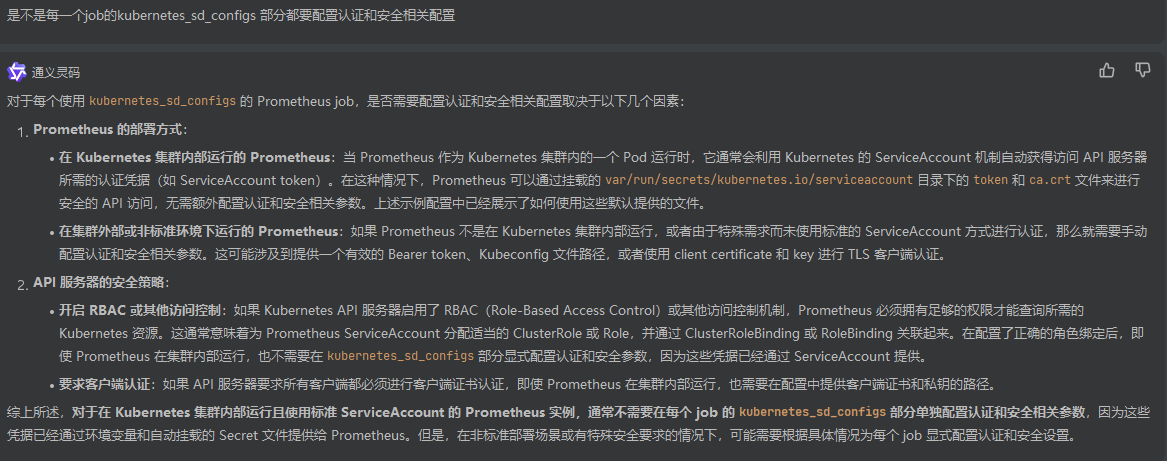 是不是每一个job的kubernetes_sd_configs 部分都要配置认证和安全相关配置
通义灵码
对于每个使用 kubernetes_sd_configs 的 Prometheus job，是否需要配置认证和安全相关配置取决于以下几个因素：
1. Prometheus 的部署方式：
• 在 Kubernetes 集群内部运行的 Prometheus：当 Prometheus 作为 Kubernetes 集群内的一个 Pod 运行时，它通常会利用 Kubernetes 的 ServiceAccount 机制自动获得访问 API 服务器
所需的认证凭据（如 ServiceAccount token）。在这种情况下，Prometheus 可以通过挂载的 var/run/secrets/kubernetes.io/serviceaccount 目录下的 token 和 ca.crt 文件来进行
安全的 API 访问，无需额外配置认证和安全相关参数。上述示例配置中已经展示了如何使用这些默认提供的文件。
• 在集群外部或非标准环境下运行的 Prometheus：如果 Prometheus 不是在 Kubernetes 集群内部运行，或者由于特殊需求而未使用标准的 ServiceAccount 方式进行认证，那么就需要手动
配置认证和安全相关参数。这可能涉及到提供一个有效的 Bearer token、Kubeconfig 文件路径，或者使用 client certificate 和 key 进行 TLS 客户端认证。
2. API 服务器的安全策略：
• 开启 RBAC 或其他访问控制：如果 Kubernetes API 服务器启用了 RBAC（Role-Based Access Control）或其他访问控制机制，Prometheus 必须拥有足够的权限才能查询所需的
Kubernetes 资源。这通常意味着为 Prometheus ServiceAccount 分配适当的 ClusterRole 或 Role，并通过 ClusterRoleBinding 或 RoleBinding 关联起来。在配置了正确的角色绑定后，即
使 Prometheus 在集群内部运行，也不需要在 kubernetes_sd_configs 部分显式配置认证和安全参数，因为这些凭据已经通过 ServiceAccount 提供。
• 要求客户端认证：如果 API 服务器要求所有客户端都必须进行客户端证书认证，即使 Prometheus 在集群内部运行，也需要在配置中提供客户端证书和私钥的路径。
综上所述，对于在 Kubernetes 集群内部运行且使用标准 ServiceAccount 的 Prometheus 实例，通常不需要在每个 job 的 kubernetes_sd_configs 部分单独配置认证和安全相关参数，因为这些
凭据已经通过环境变量和自动挂载的 Secret 文件提供给 Prometheus。但是，在非标准部署场景或有特殊安全要求的情况下，可能需要根据具体情况为每个 job 显式配置认证和安全设置。